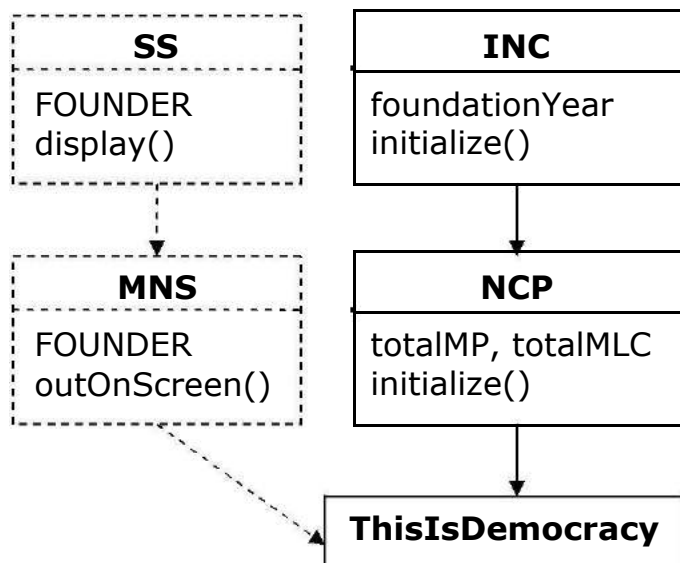 SS
FOUNDER
display()
INC
foundationYear
initialize()
MNS
FOUNDER
outOnScreen()
NCP
totalMP, totalMLC
initialize()
ThisIsDemocracy